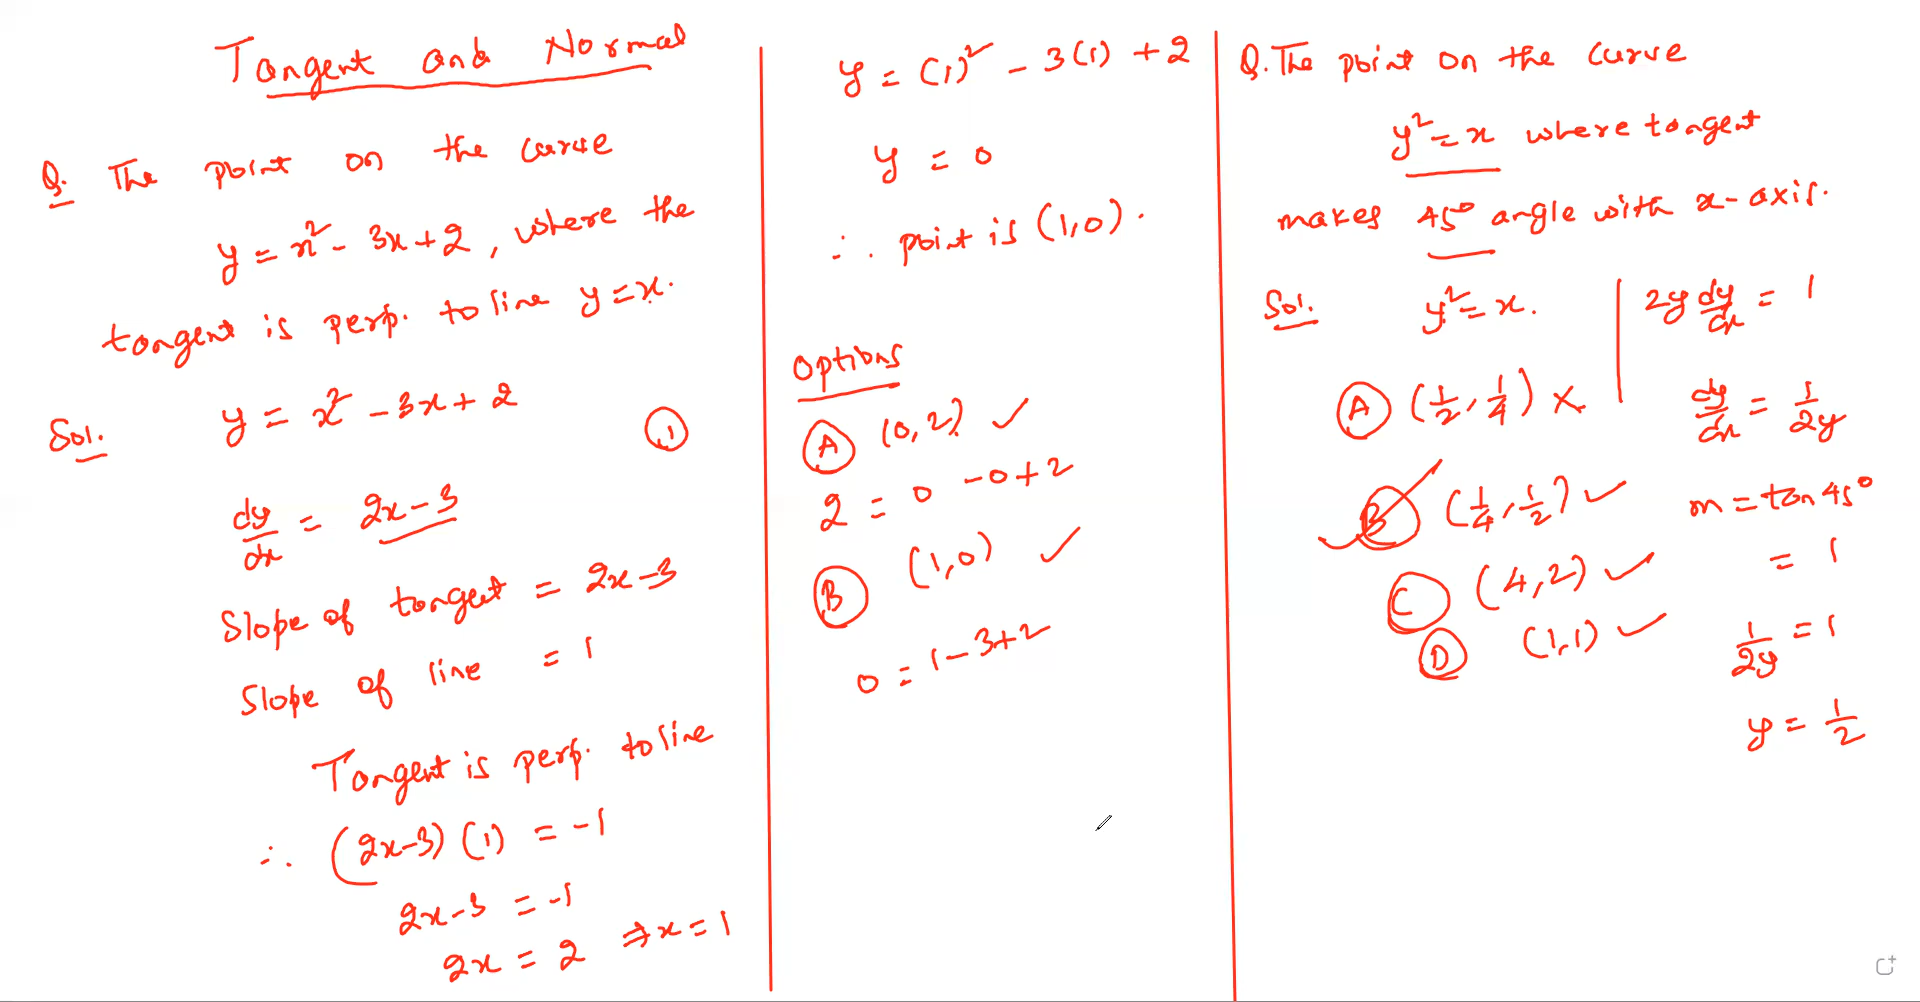 Tangent and Normal
Q. The point on the curve
y = x² - 3x + 2, where the
tangent is perp. to line y = x.
Sol. y = x² - 3x + 2 ①
dy/dx = 2x - 3
Slope of tangent = 2x - 3
Slope of line = 1
Tangent is perp. to line
∴ (2x-3) (1) = -1
2x - 3 = -1
2x = 2 ⇒ x = 1
y = (1)² - 3(1) + 2
y = 0
∴ point is (1,0).
Options
Ⓐ (0,2) ✓
2 = 0 - 0 + 2
Ⓑ (1,0) ✓
0 = 1 - 3 + 2
Q. The point on the curve
y² = x where tangent
makes 45° angle with x-axis.
Sol. y² = x.
Ⓐ (1/2, 1/4) ×
Ⓑ (1/4, 1/2) ✓
Ⓒ (4,2) ✓
Ⓓ (1,1) ✓
2y dy/dx = 1
dy/dx = 1/2y
m = tan 45°
= 1
1/2y = 1
y = 1/2